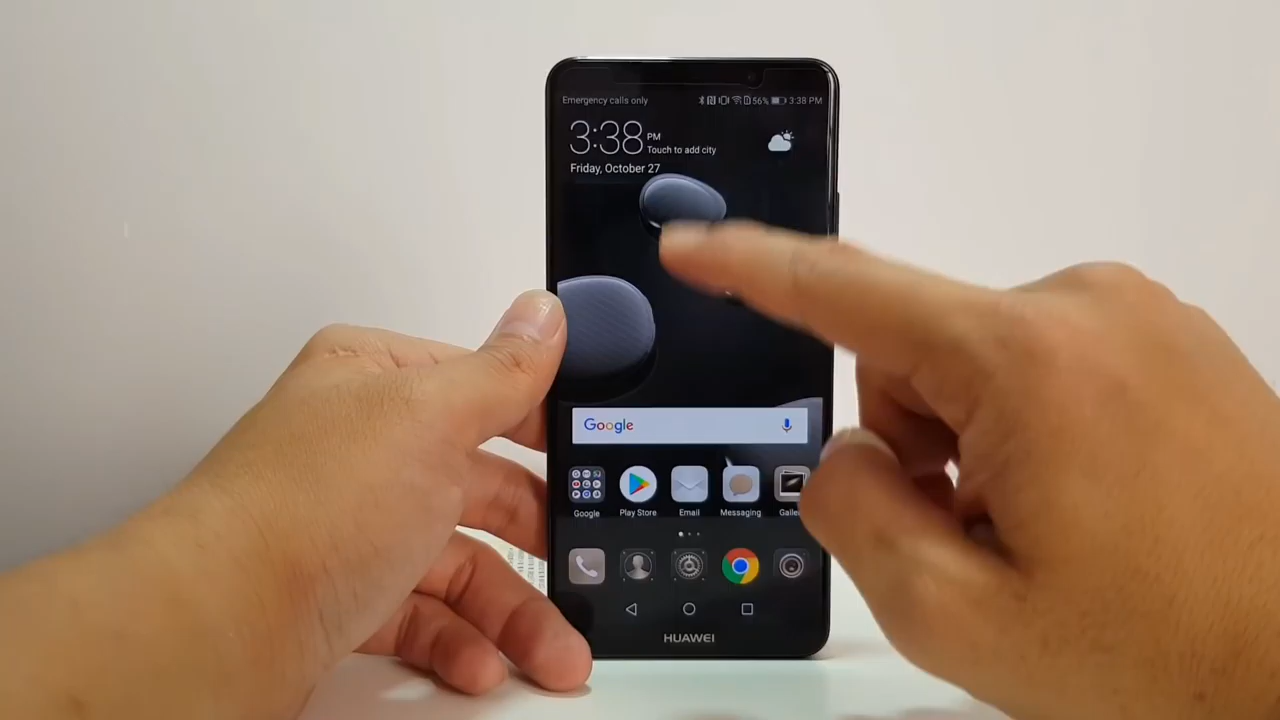 Emergency calls only
56% 3:38 PM
3:38 PM
Touch to add city
Friday, October 27
Google
Google Play Store Email Messaging
HUAWEI